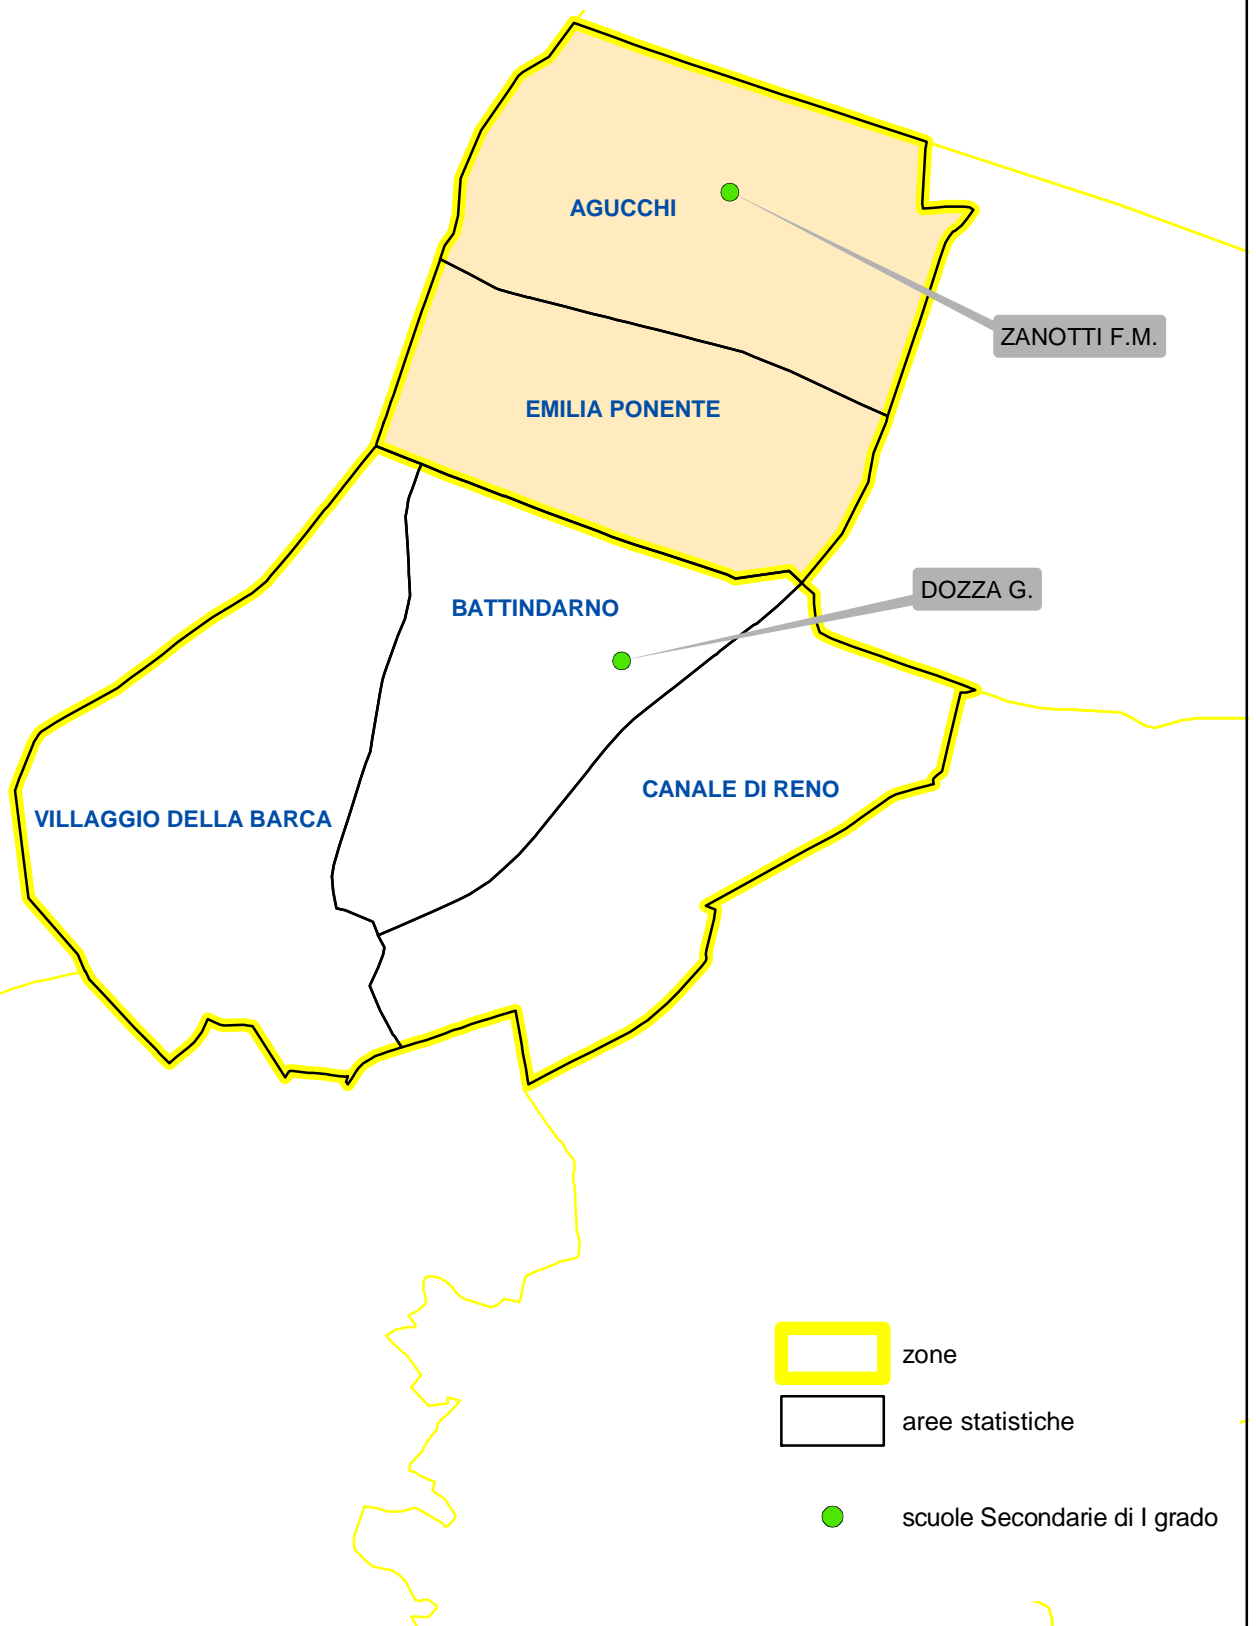 AGUCCHI
ZANOTTI F.M.
EMILIA PONENTE
DOZZA G.
BATTINDARNO
CANALE DI RENO
VILLAGGIO DELLA BARCA
zone
aree statistiche
scuole Secondarie di I grado